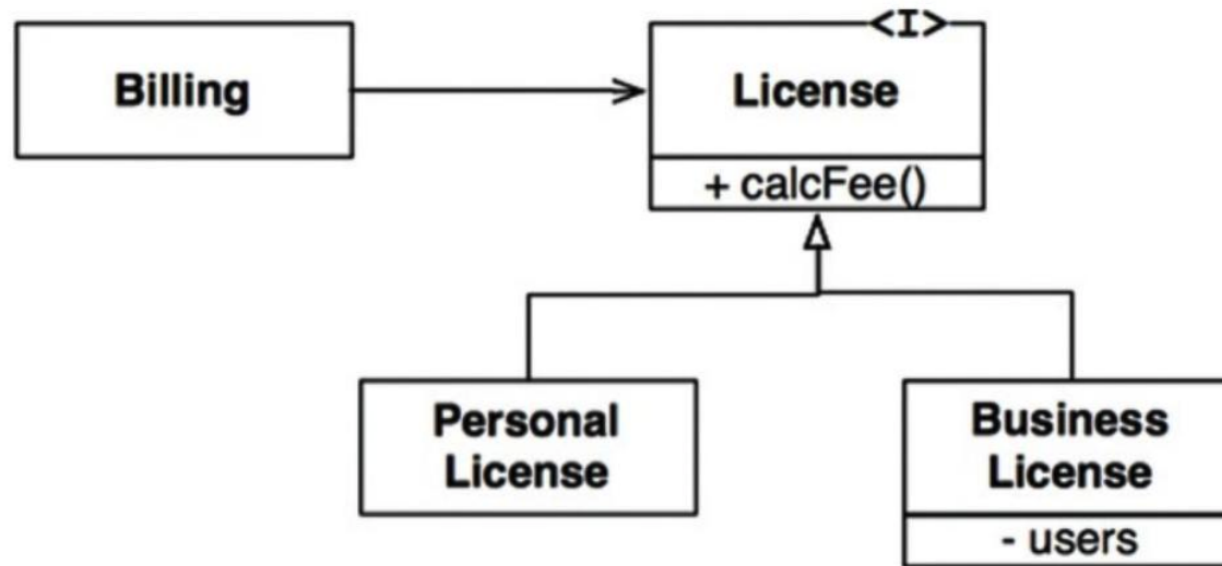 <I>
Billing
License
+ calcFee()
Personal
License
Business
License
- users